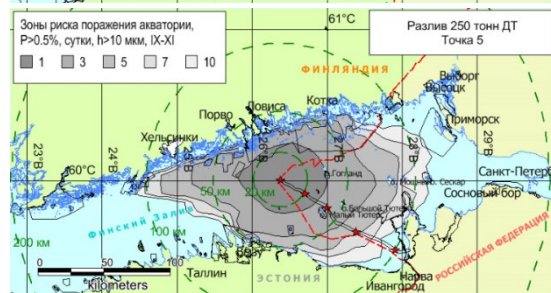 Зоны риска поражения акватории,
P>0.5%, сутки, h>10 мкм, IX-XI
1 3 5 7 10
61°С
Разлив 250 тонн ДТ
Точка 5
ФИНЛЯНДИЯ
Выборг
Высоцк
Ловиса
Котка
Порво
Приморск
Хельсинки
23°В
60°С
24°В
26°В
27°В
28°В
29°В
о.Гогланд
Санкт-Петерб
50 км
Сескар
Сосновый бор
о.Большой Тютерс
Малый Тютерс
Финский Залив
100 км
200 км
РОССИЙСКАЯ ФЕДЕРАЦИЯ
Таллин
ЭСТОНИЯ
Нарва
Ивангород
0 50 100
kilometers